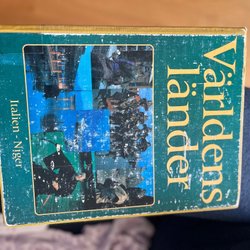 Världens
länder
Italien - Niger